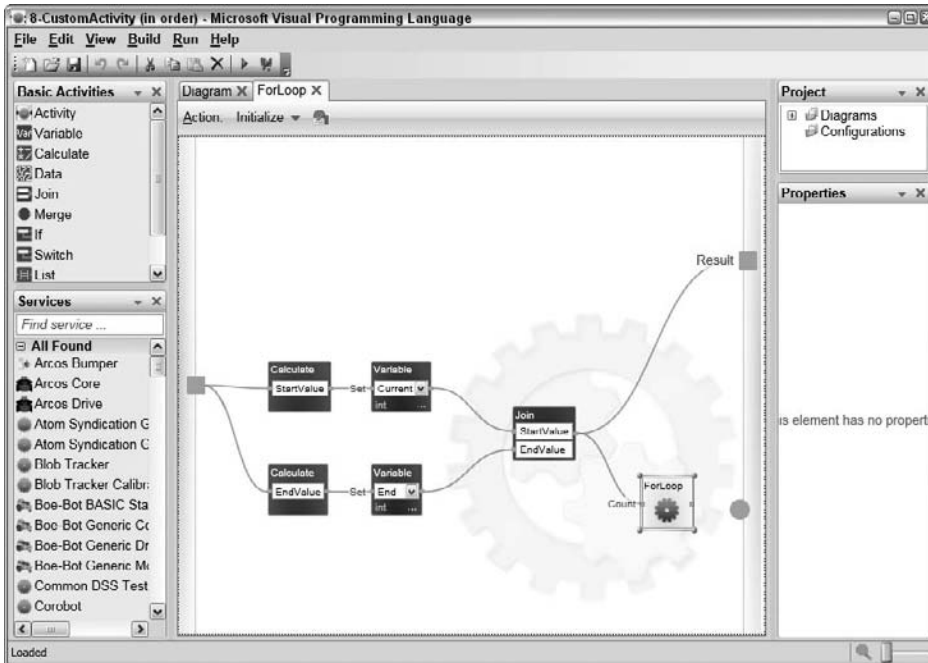 8-CustomActivity (in order) - Microsoft Visual Programming Language
File Edit View Build Run Help
Basic Activities
Activity
Variable
Calculate
Data
Join
Merge
If
Switch
List
Services
Find service ...
All Found
Arcos Bumper
Arcos Core
Arcos Drive
Atom Syndication G
Atom Syndication C
Blob Tracker
Blob Tracker Calibr
Boe-Bot BASIC Sta
Boe-Bot Generic Co
Boe-Bot Generic Dr
Boe-Bot Generic Mo
Common DSS Test
Corobot
Diagram
ForLoop
Action: Initialize
Result
Calculate
StartValue
Set
Variable
Current
int ...
Calculate
EndValue
Set
Variable
End
int ...
Join
StartValue
EndValue
ForLoop
Count
Project
Diagrams
Configurations
Properties
is element has no propert
Loaded